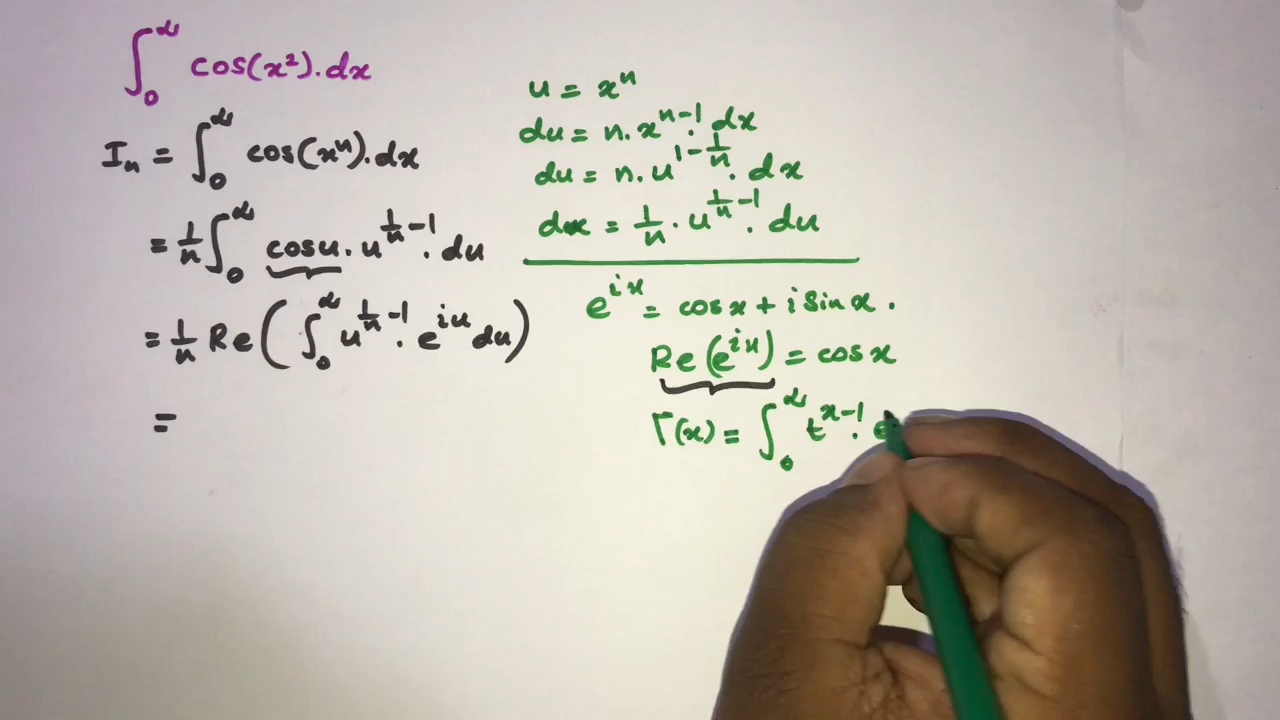 ∫₀^∞ cos(x²).dx
Iₙ = ∫₀^∞ cos(xⁿ).dx
= 1/n ∫₀^∞ cosu . u^(1/n - 1) . du
= 1/n Re( ∫₀^∞ u^(1/n - 1) . e^(iu) du )
=
u = xⁿ
du = n . x^(n-1) . dx
du = n . u^(1 - 1/n) . dx
dx = 1/n . u^(1/n - 1) . du
e^(ix) = cos x + i Sin x .
Re(e^(ix)) = cos x
Γ(x) = ∫₀^∞ t^(x-1) . e